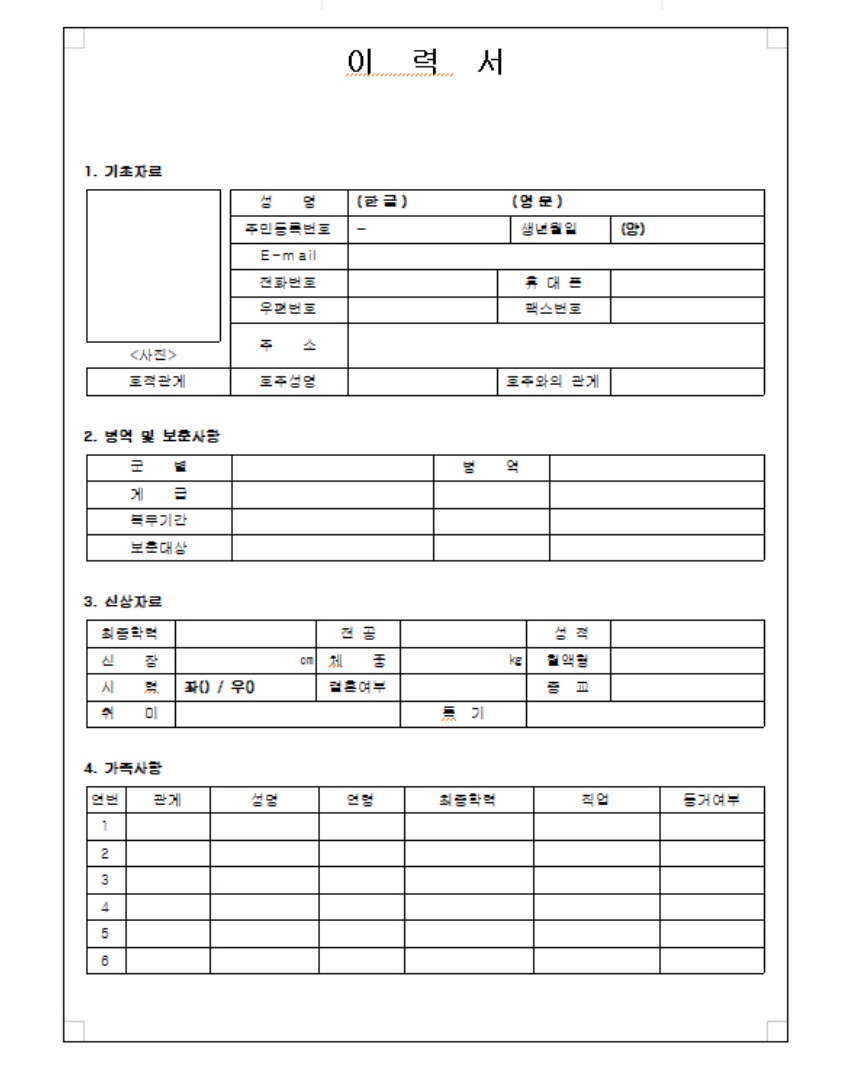 이 력 서
1. 기초자료
성 명 (한글) (영문)
주민등록번호 - 생년월일 (양)
E-mail
전화번호 휴 대 폰
우편번호 팩스번호
주 소
<사진>
호적관계 호주성명 호주와의 관계
2. 병역 및 보훈사항
군 별 병 역
계 급
복무기간
보훈대상
3. 신상자료
최종학력 전 공 성 적
신 장 cm 체 중 kg 혈액형
시 력 좌() / 우() 결혼여부 종 교
취 미 특 기
4. 가족사항
연번 관계 성명 연령 최종학력 직업 동거여부
1
2
3
4
5
6